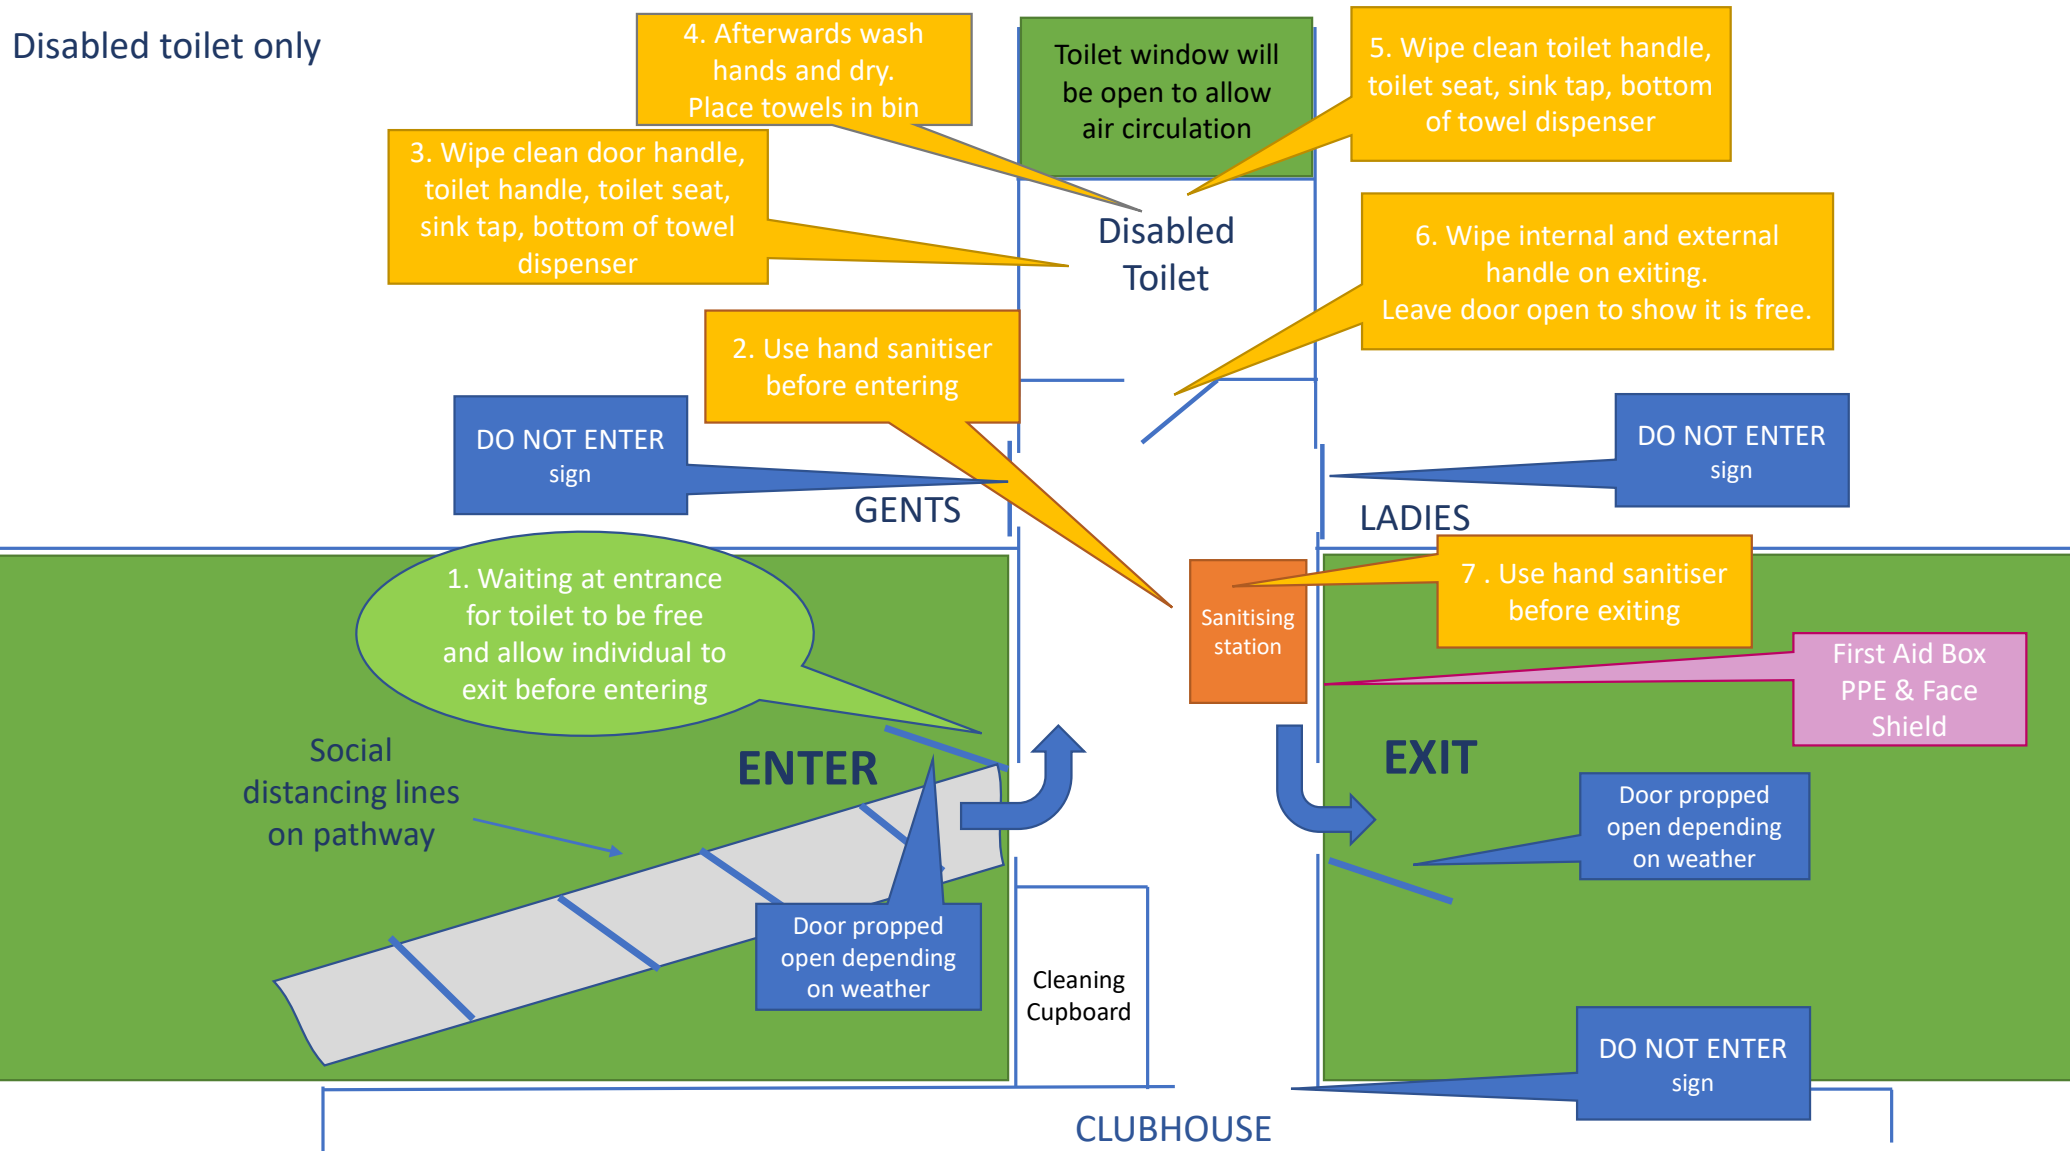 Disabled toilet only
4. Afterwards wash
hands and dry.
Place towels in bin
Toilet window will
be open to allow
air circulation
5. Wipe clean toilet handle,
toilet seat, sink tap, bottom
of towel dispenser
3. Wipe clean door handle,
toilet handle, toilet seat,
sink tap, bottom of towel
dispenser
Disabled
Toilet
6. Wipe internal and external
handle on exiting.
Leave door open to show it is free.
2. Use hand sanitiser
before entering
DO NOT ENTER
sign
DO NOT ENTER
sign
GENTS
LADIES
1. Waiting at entrance
for toilet to be free
and allow individual to
exit before entering
Sanitising
station
7 . Use hand sanitiser
before exiting
First Aid Box
PPE & Face
Shield
Social
distancing lines
on pathway
ENTER
EXIT
Door propped
open depending
on weather
Door propped
open depending
on weather
Cleaning
Cupboard
DO NOT ENTER
sign
CLUBHOUSE